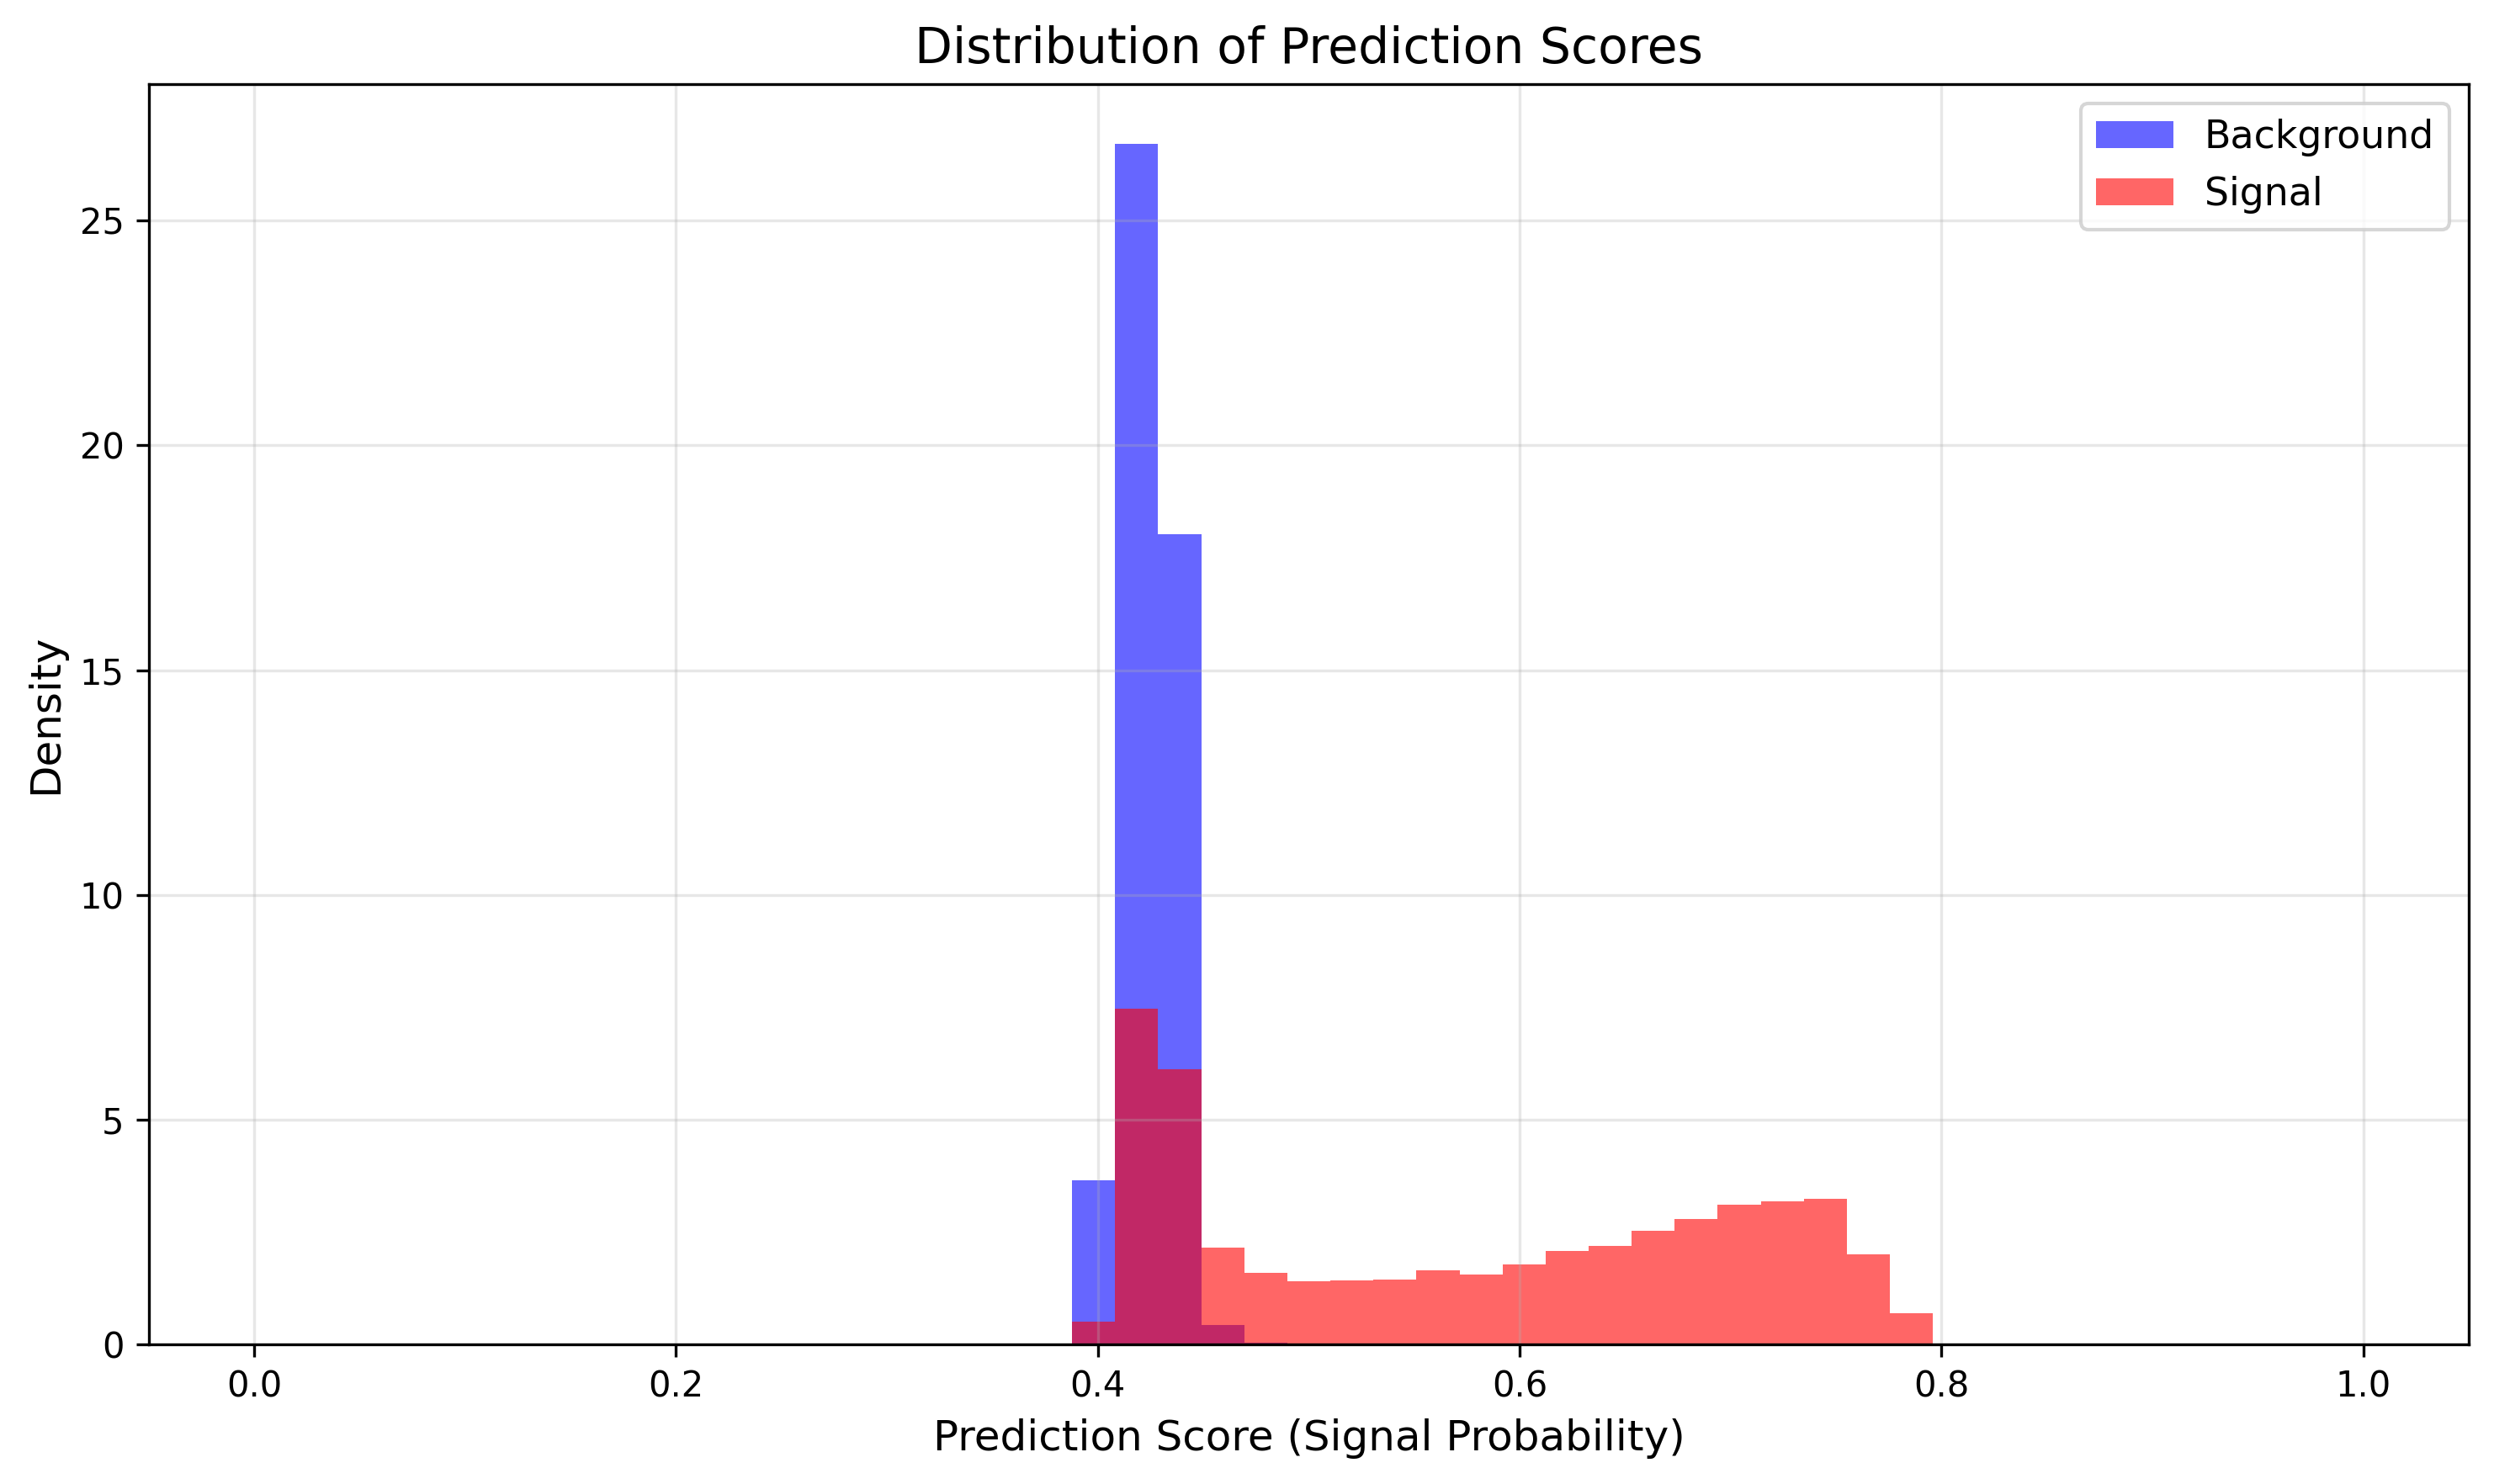 Distribution of Prediction Scores
Background
Signal
25
20
15
10
5
0
Density
0.0 0.2 0.4 0.6 0.8 1.0
Prediction Score (Signal Probability)